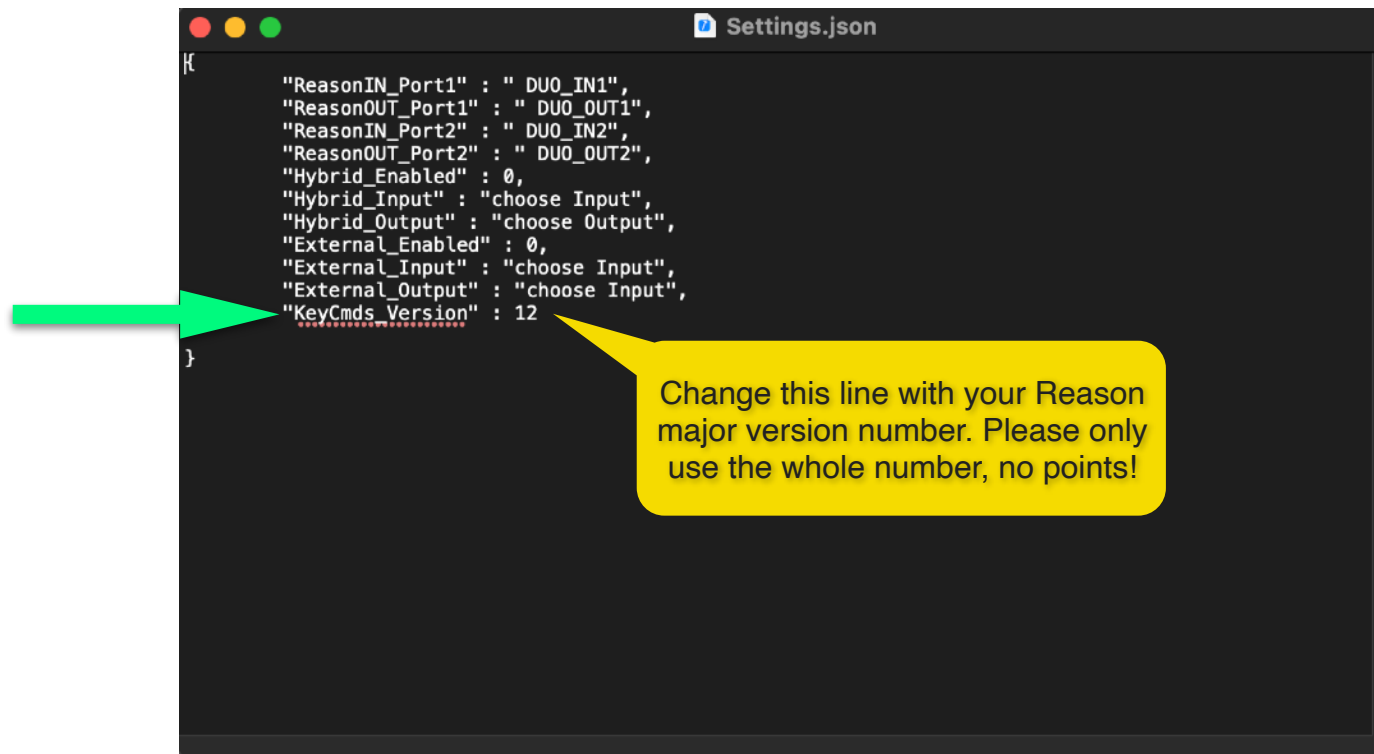 Settings.json
{
"ReasonIN_Port1" : " DUO_IN1",
"ReasonOUT_Port1" : " DUO_OUT1",
"ReasonIN_Port2" : " DUO_IN2",
"ReasonOUT_Port2" : " DUO_OUT2",
"Hybrid_Enabled" : 0,
"Hybrid_Input" : "choose Input",
"Hybrid_Output" : "choose Output",
"External_Enabled" : 0,
"External_Input" : "choose Input",
"External_Output" : "choose Input",
"KeyCmds_Version" : 12
}
Change this line with your Reason
major version number. Please only
use the whole number, no points!